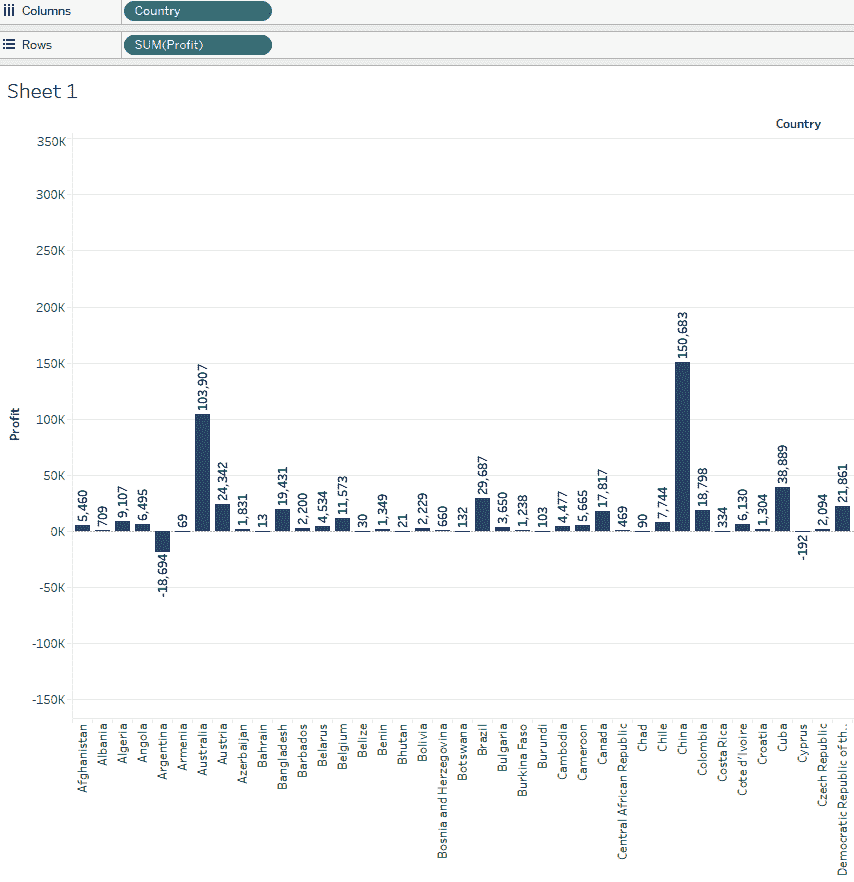 Columns
Country
Rows
SUM(Profit)
Sheet 1
Country
350K
300K
250K
200K
150K
100K
50K
0K
-50K
-100K
-150K
Profit
5,460
709
9,107
6,495
-18,694
69
103,907
24,342
1,831
13
19,431
2,200
4,534
11,573
30
1,349
21
2,229
660
132
29,687
3,650
1,238
103
4,477
5,665
17,817
469
90
7,744
150,683
18,798
334
6,130
1,304
38,889
-192
2,094
21,861
Afghanistan
Albania
Algeria
Angola
Argentina
Armenia
Australia
Austria
Azerbaijan
Bahrain
Bangladesh
Barbados
Belarus
Belgium
Belize
Benin
Bhutan
Bolivia
Bosnia and Herzegovina
Botswana
Brazil
Bulgaria
Burkina Faso
Burundi
Cambodia
Cameroon
Canada
Central African Republic
Chad
Chile
China
Colombia
Costa Rica
Cote d'Ivoire
Croatia
Cuba
Cyprus
Czech Republic
Democratic Republic of th..